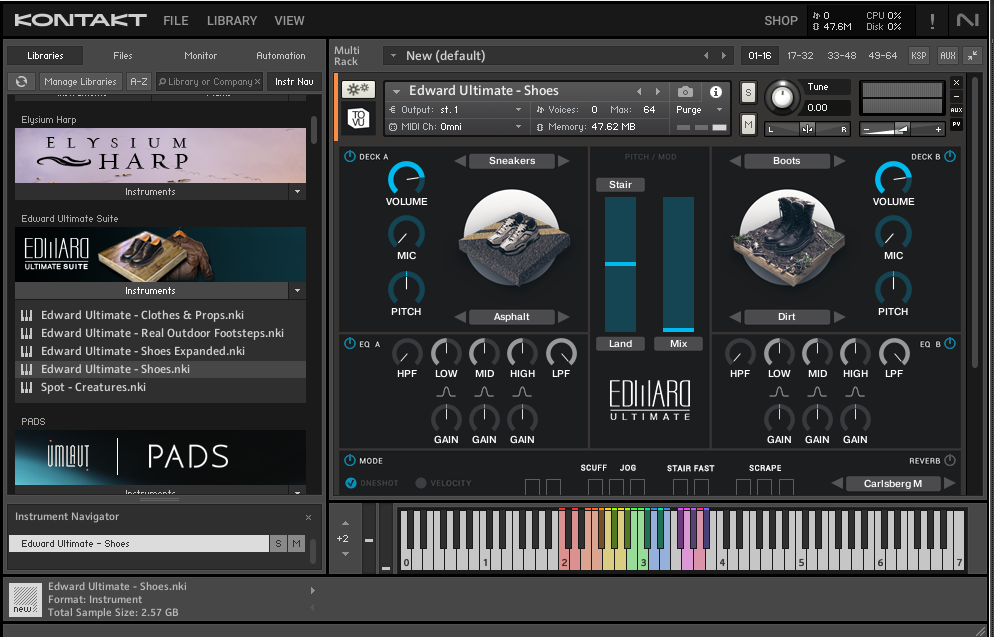 KONTAKT FILE LIBRARY VIEW SHOP 0 47.6M CPU 0% Disk 0% !
Libraries Files Monitor Automation
Multi Rack New (default) 01-16 17-32 33-48 49-64 KSP AUX
Manage Libraries A-Z Library or Company × Instr Nav
Elysium Harp
ELYSIUM
HARP
Instruments
Edward Ultimate Suite
EDWARD
ULTIMATE SUITE
Instruments
Edward Ultimate - Clothes & Props.nki
Edward Ultimate - Real Outdoor Footsteps.nki
Edward Ultimate - Shoes Expanded.nki
Edward Ultimate - Shoes.nki
Spot - Creatures.nki
PADS
ÜMLAUT | PADS
Instruments
Instrument Navigator ×
Edward Ultimate - Shoes S M
TOVU
Edward Ultimate - Shoes
Output: st. 1 Voices: 0 Max: 64 Purge
MIDI Ch: Omni Memory: 47.62 MB
S
M
Tune
0.00
L R
- +
×
-
AUX
PV
DECK A Sneakers PITCH / MOD Boots DECK B
VOLUME Stair VOLUME
MIC MIC
PITCH PITCH
Asphalt Dirt
Land Mix
EQ A EQ B
HPF LOW MID HIGH LPF
GAIN GAIN GAIN
EDWARD
ULTIMATE
HPF LOW MID HIGH LPF
GAIN GAIN GAIN
MODE REVERB
SCUFF JOG STAIR FAST SCRAPE
ONESHOT VELOCITY Carlsberg M
+2
0 1 2 3 4 5 6 7
new
Edward Ultimate - Shoes.nki
Format: Instrument
Total Sample Size: 2.57 GB